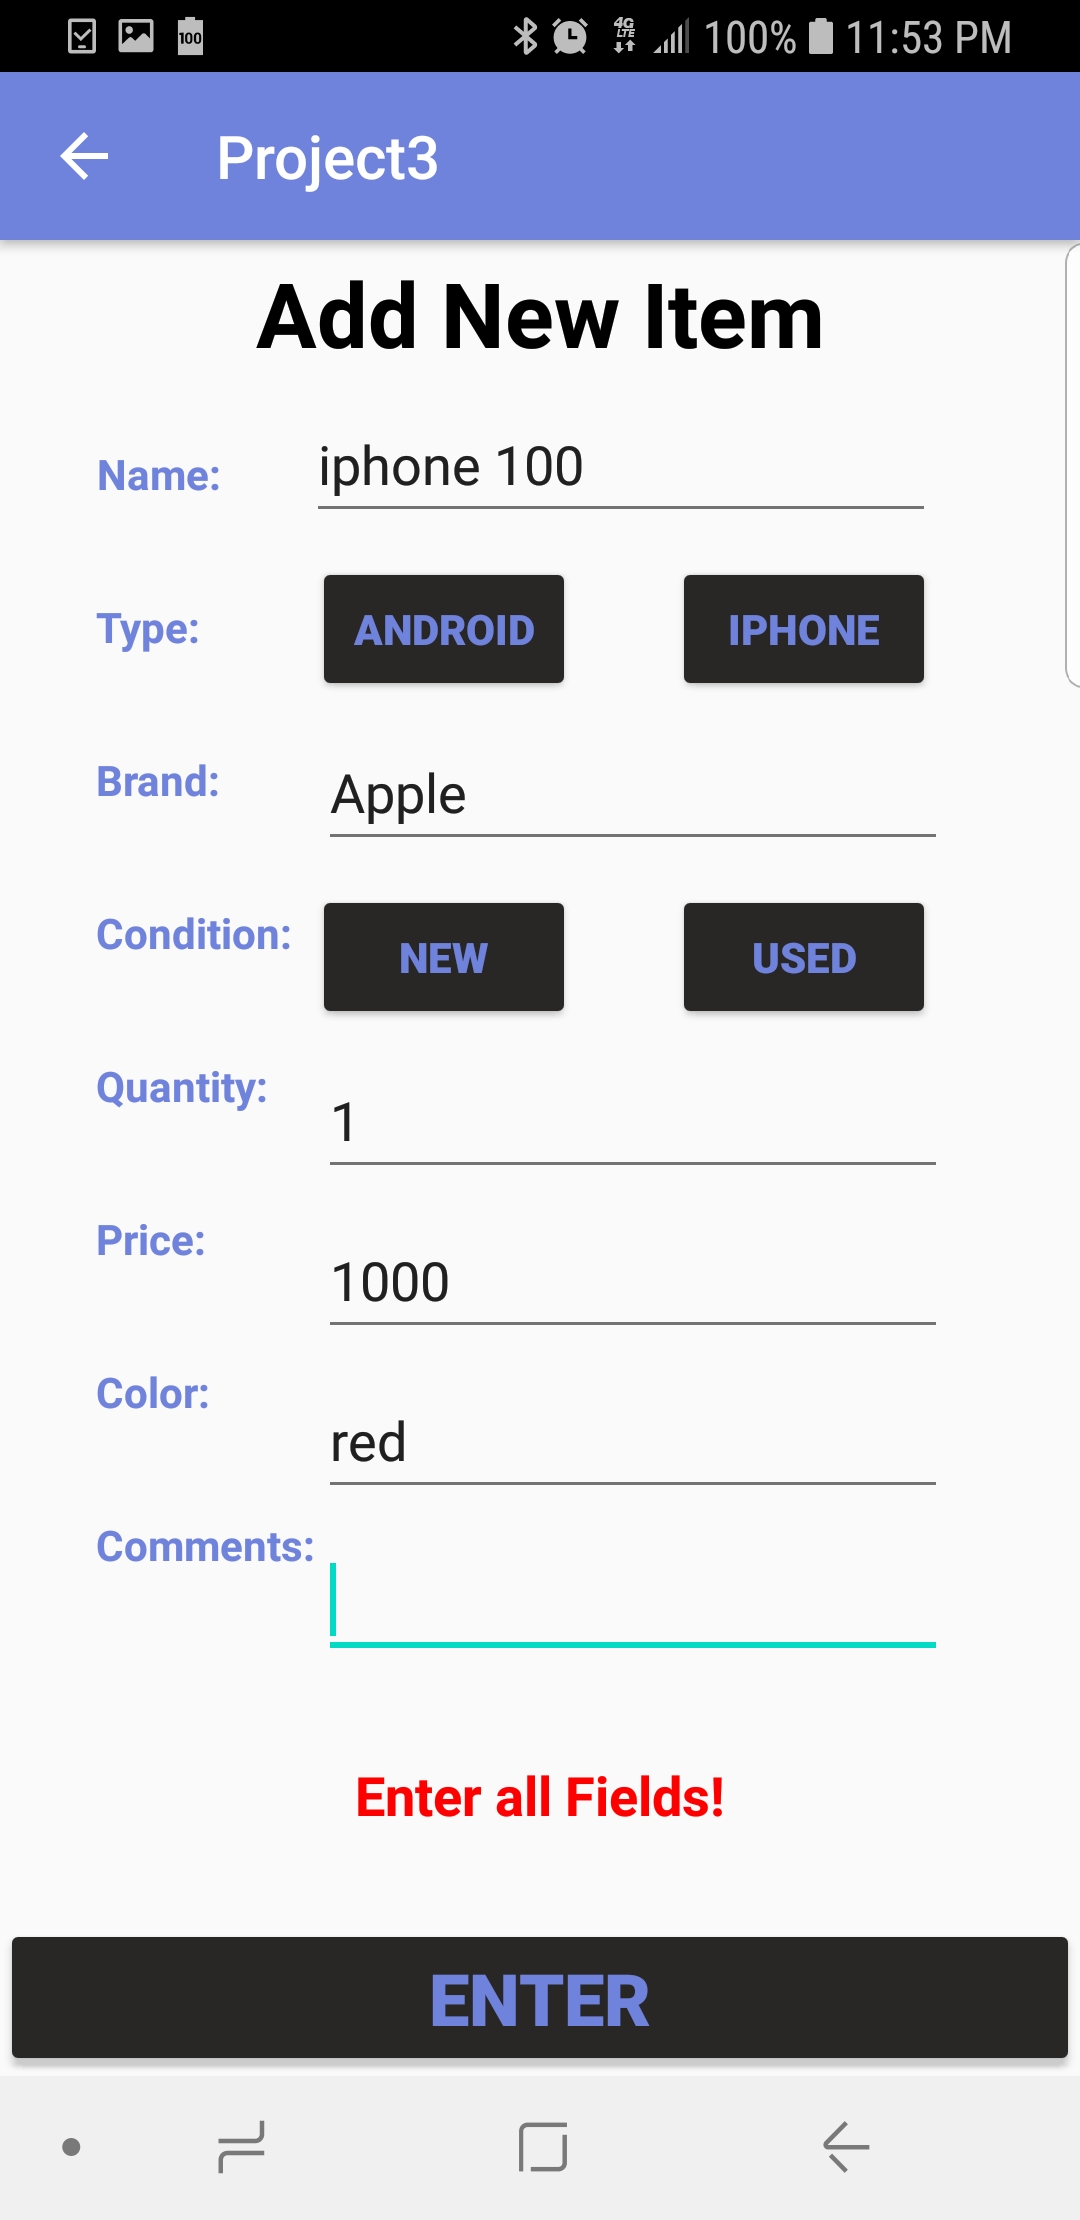 100 4G LTE 100% 11:53 PM
Project3
Add New Item
Name: iphone 100
Type: ANDROID IPHONE
Brand: Apple
Condition: NEW USED
Quantity: 1
Price: 1000
Color: red
Comments:
Enter all Fields!
ENTER